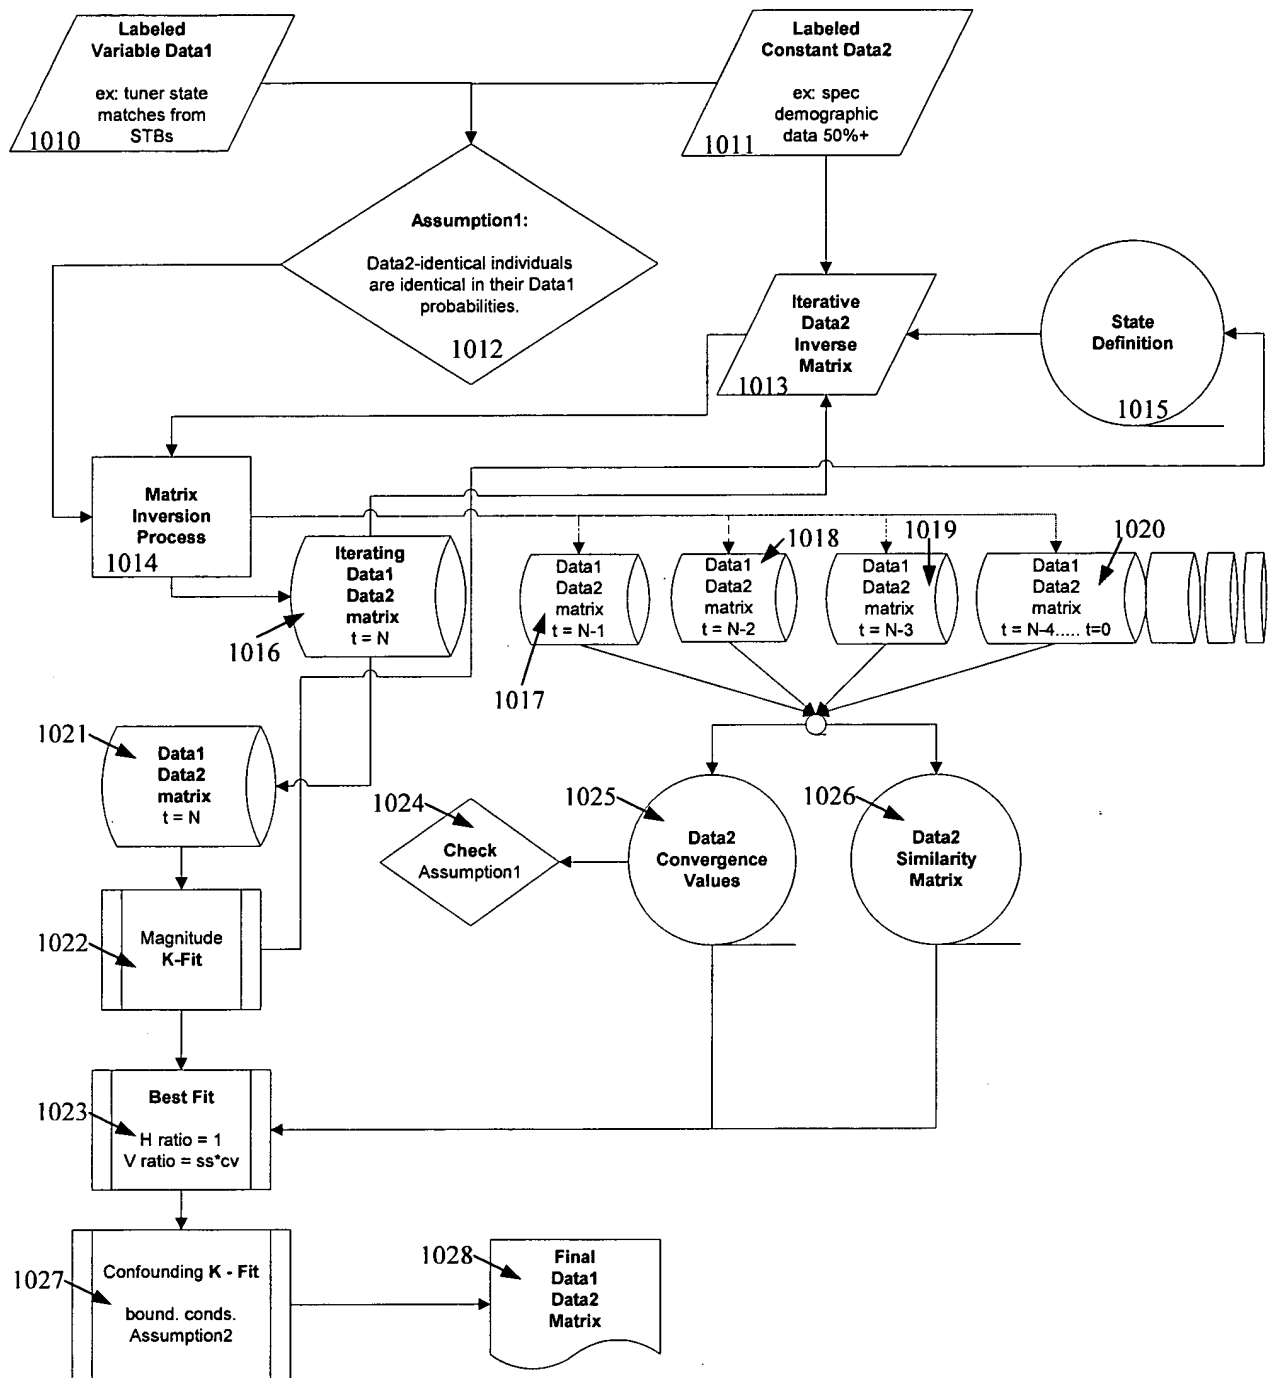 Labeled
Variable Data1
ex: tuner state
matches from
STBs
1010
Labeled
Constant Data2
ex: spec
demographic
data 50%+
1011
Assumption1:
Data2-identical individuals
are identical in their Data1
probabilities.
1012
Iterative
Data2
Inverse
Matrix
1013
State
Definition
1015
Matrix
Inversion
Process
1014
Iterating
Data1
Data2
matrix
t = N
1016
Data1
Data2
matrix
t = N-1
1017
Data1
Data2
matrix
t = N-2
1018
Data1
Data2
matrix
t = N-3
1019
Data1
Data2
matrix
t = N-4..... t=0
1020
1021
Data1
Data2
matrix
t = N
1024
Check
Assumption1
1025
Data2
Convergence
Values
1026
Data2
Similarity
Matrix
1022
Magnitude
K-Fit
1023
Best Fit
H ratio = 1
V ratio = ss*cv
1027
Confounding K - Fit
bound. conds.
Assumption2
1028
Final
Data1
Data2
Matrix